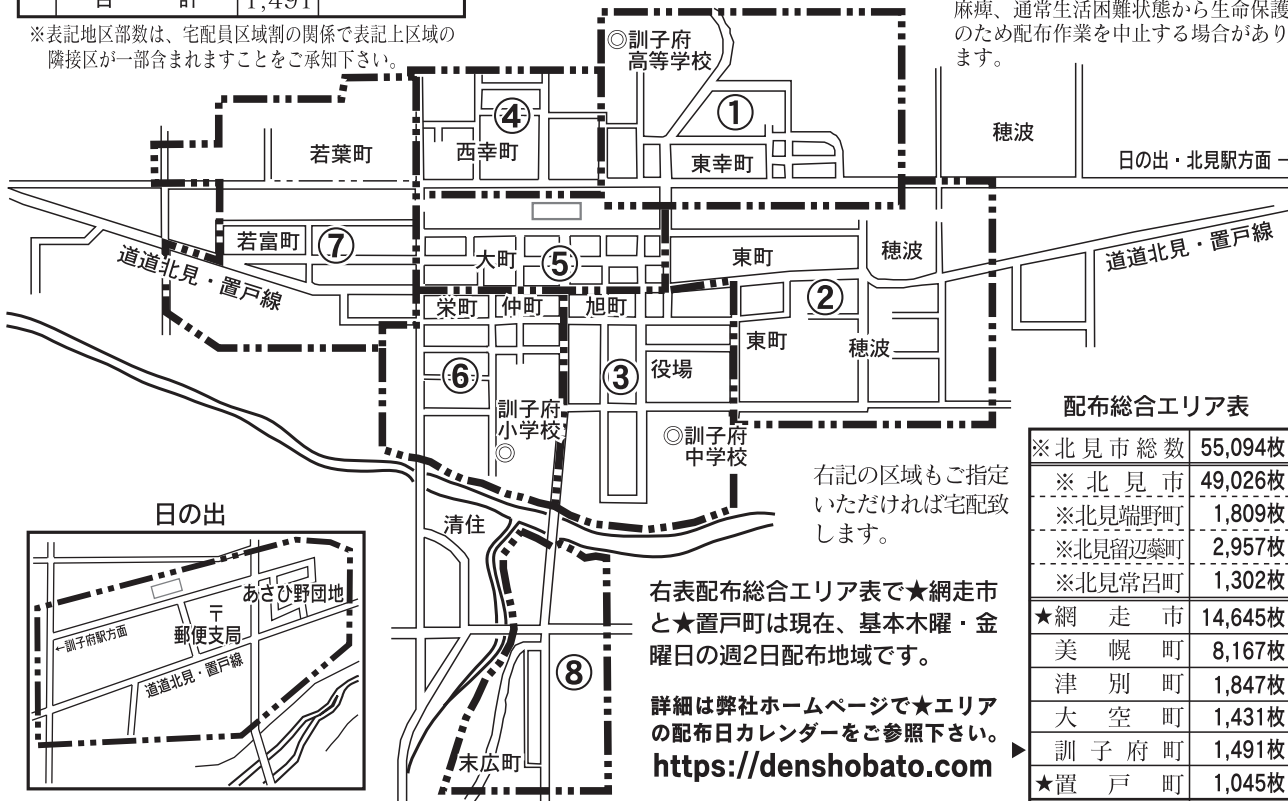 合 計 1,491
※表記地区部数は、宅配員区域割の関係で表記上区域の
隣接区が一部含まれますことをご承知下さい。
麻痺、通常生活困難状態から生命保護
のため配布作業を中止する場合があり
ます。
◎訓子府
高等学校
①
④
穂波
若葉町
西幸町
東幸町
日の出・北見駅方面
若富町
⑦
大町
⑤
東町
穂波
道道北見・置戸線
道道北見・置戸線
栄町
仲町
旭町
②
東町
穂波
⑥
③
役場
訓子府
小学校
◎
◎訓子府
中学校
清住
⑧
末広町
日の出
あさひ野団地
〒
郵便支局
←訓子府駅方面
道道北見・置戸線
右記の区域もご指定
いただければ宅配致
します。
右表配布総合エリア表で★網走市
と★置戸町は現在、基本木曜・金
曜日の週2日配布地域です。
詳細は弊社ホームページで★エリア
の配布日カレンダーをご参照下さい。
https://denshobato.com
配布総合エリア表
※北見市総数 55,094枚
※北見市 49,026枚
※北見端野町 1,809枚
※北見留辺蘂町 2,957枚
※北見常呂町 1,302枚
★網走市 14,645枚
美幌町 8,167枚
津別町 1,847枚
大空町 1,431枚
▶訓子府町 1,491枚
★置戸町 1,045枚